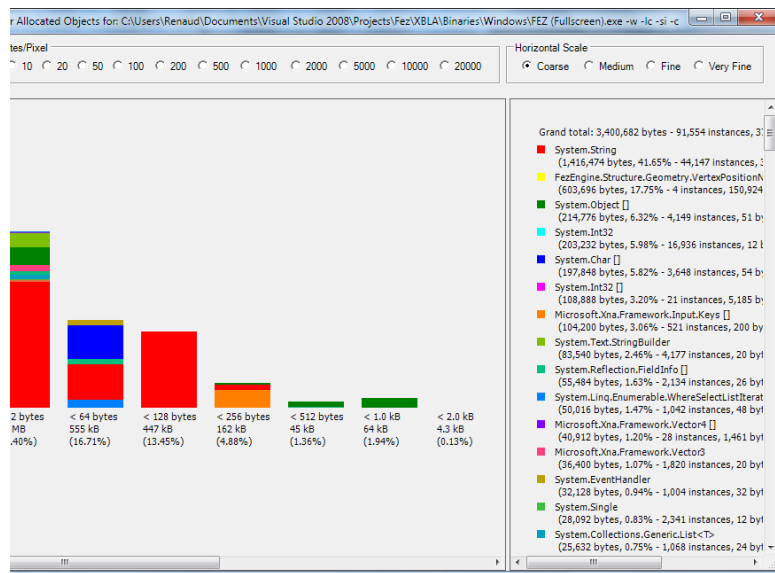 r Allocated Objects for: C:\Users\Renaud\Documents\Visual Studio 2008\Projects\Fez\XBLA\Binaries\Windows\FEZ (Fullscreen).exe -w -lc -si -c
tes/Pixel
10 20 50 100 200 500 1000 2000 5000 10000 20000
Horizontal Scale
Coarse Medium Fine Very Fine
Grand total: 3,400,682 bytes - 91,554 instances, 37
System.String
(1,416,474 bytes, 41.65% - 44,147 instances, 3
FezEngine.Structure.Geometry.VertexPositionN
(603,696 bytes, 17.75% - 4 instances, 150,924
System.Object []
(214,776 bytes, 6.32% - 4,149 instances, 51 by
System.Int32
(203,232 bytes, 5.98% - 16,936 instances, 12 b
System.Char []
(197,848 bytes, 5.82% - 3,648 instances, 54 by
System.Int32 []
(108,888 bytes, 3.20% - 21 instances, 5,185 by
Microsoft.Xna.Framework.Input.Keys []
(104,200 bytes, 3.06% - 521 instances, 200 by
System.Text.StringBuilder
(83,540 bytes, 2.46% - 4,177 instances, 20 byt
System.Reflection.FieldInfo []
(55,484 bytes, 1.63% - 2,134 instances, 26 byt
System.Linq.Enumerable.WhereSelectListIterat
(50,016 bytes, 1.47% - 1,042 instances, 48 byt
Microsoft.Xna.Framework.Vector4 []
(40,912 bytes, 1.20% - 28 instances, 1,461 byt
Microsoft.Xna.Framework.Vector3
(36,400 bytes, 1.07% - 1,820 instances, 20 byt
System.EventHandler
(32,128 bytes, 0.94% - 1,004 instances, 32 byt
System.Single
(28,092 bytes, 0.83% - 2,341 instances, 12 byt
System.Collections.Generic.List<T>
(25,632 bytes, 0.75% - 1,068 instances, 24 byt
2 bytes < 64 bytes < 128 bytes < 256 bytes < 512 bytes < 1.0 kB < 2.0 kB
MB 555 kB 447 kB 162 kB 45 kB 64 kB 4.3 kB
.40%) (16.71%) (13.45%) (4.88%) (1.36%) (1.94%) (0.13%)